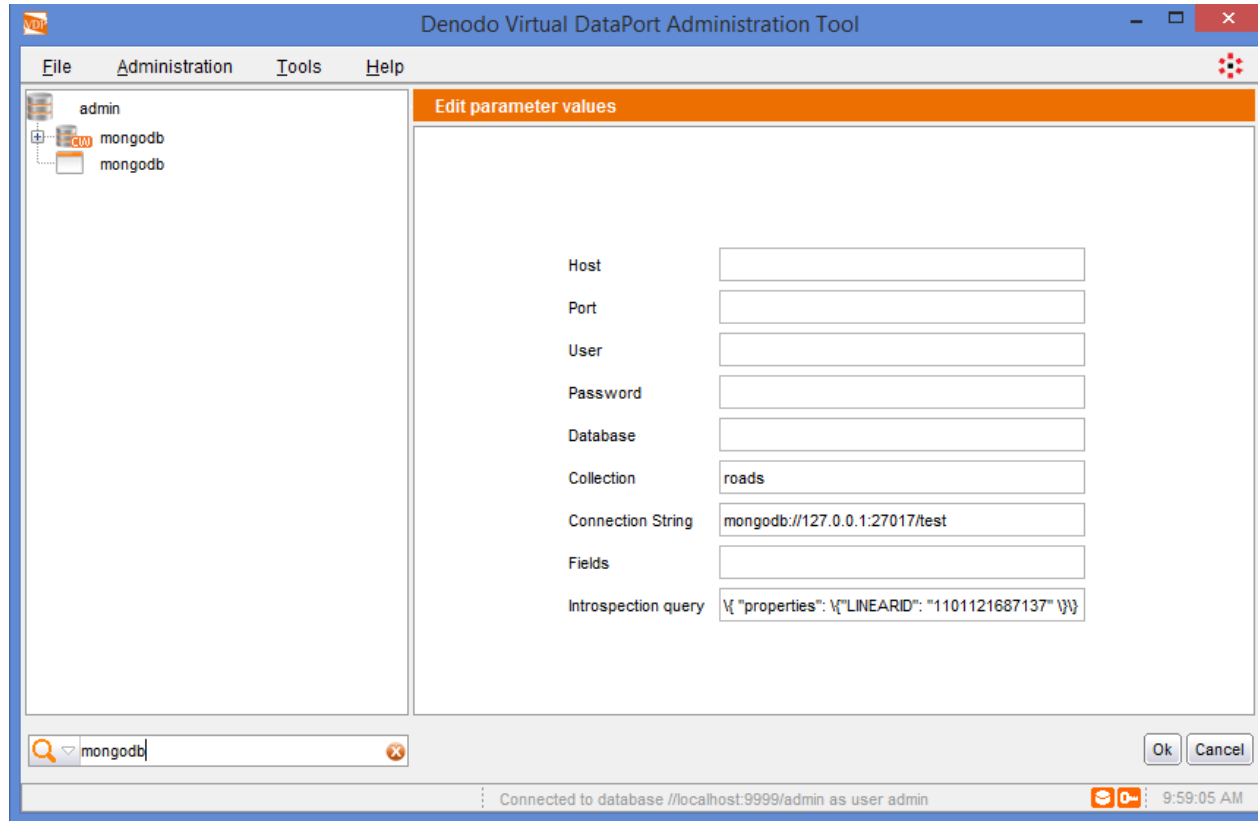 VDP
Denodo Virtual DataPort Administration Tool
File Administration Tools Help
admin
CW mongodb
mongodb
Edit parameter values
Host
Port
User
Password
Database
Collection roads
Connection String mongodb://127.0.0.1:27017/test
Fields
Introspection query \{ "properties": \{"LINEARID": "1101121687137" \}\}
mongodb
Ok Cancel
Connected to database //localhost:9999/admin as user admin
9:59:05 AM